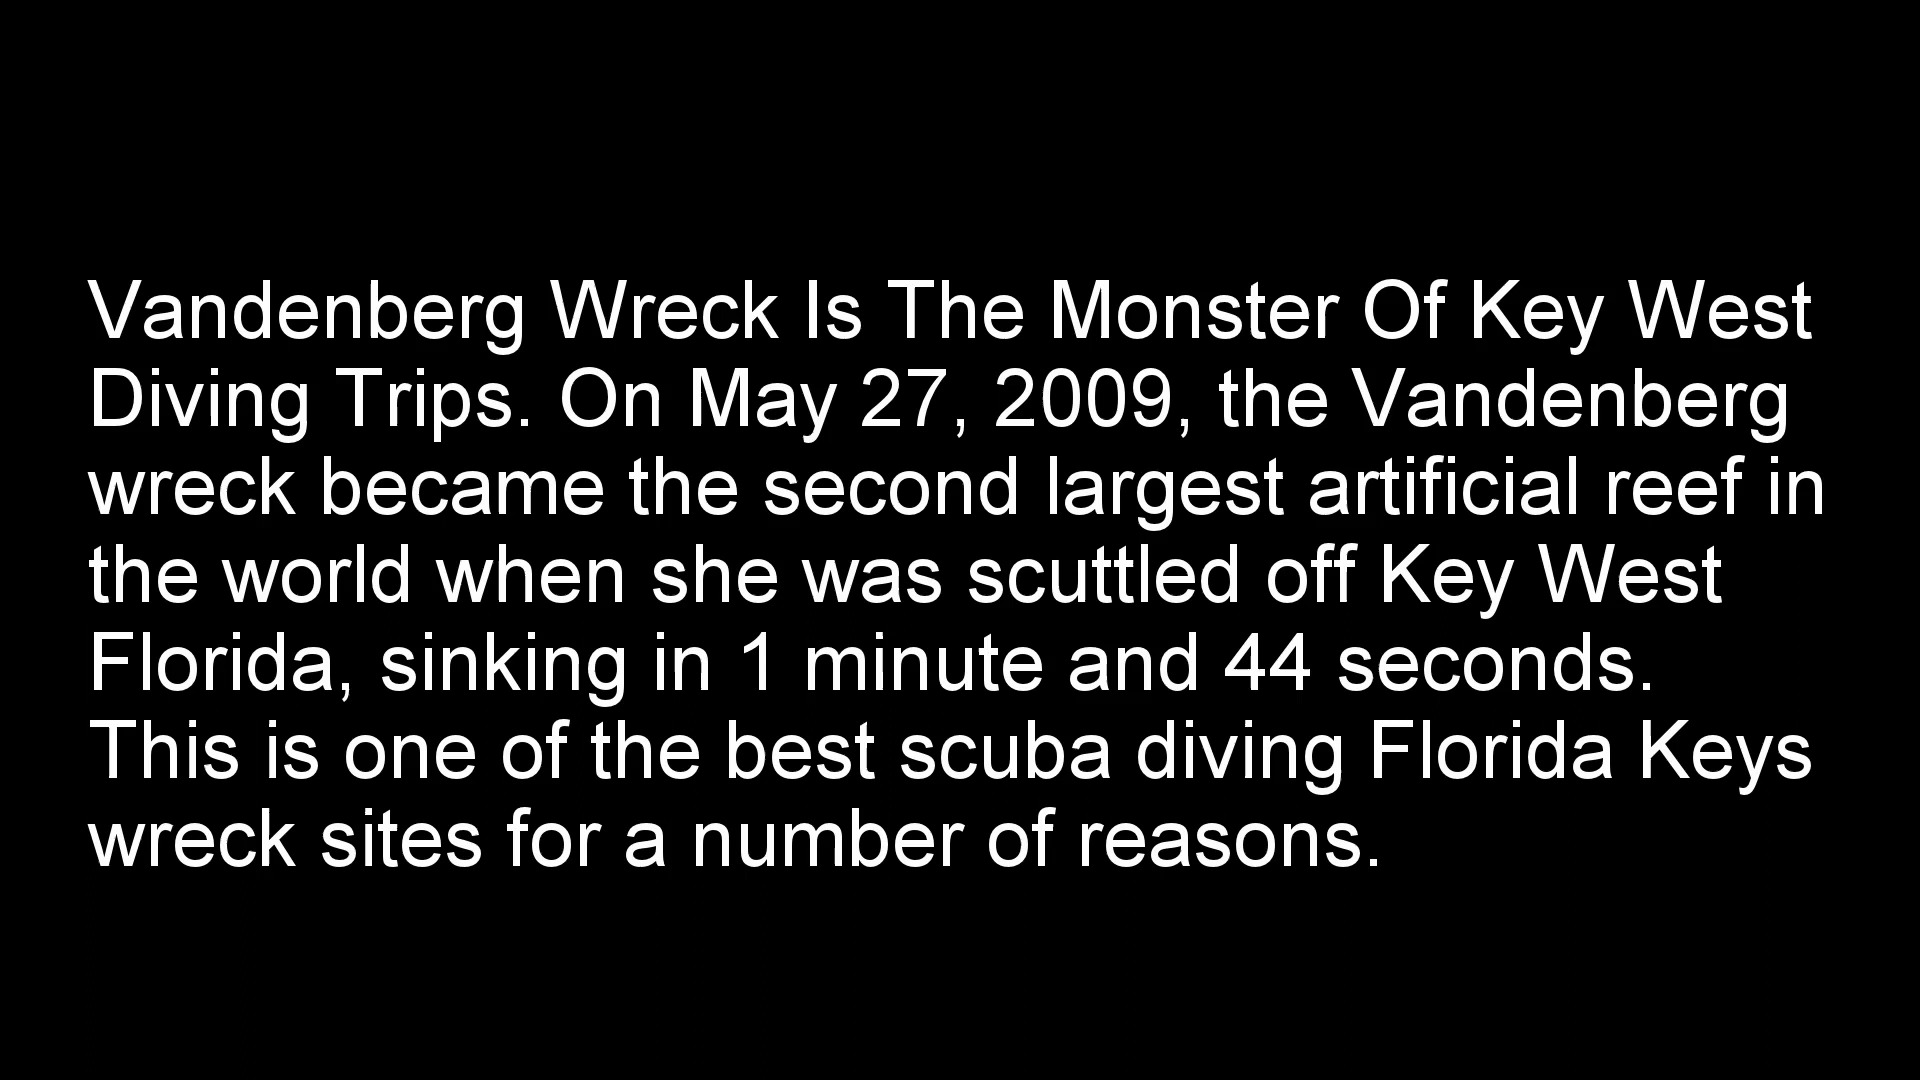 Vandenberg Wreck Is The Monster Of Key West
Diving Trips. On May 27, 2009, the Vandenberg
wreck became the second largest artificial reef in
the world when she was scuttled off Key West
Florida, sinking in 1 minute and 44 seconds.
This is one of the best scuba diving Florida Keys
wreck sites for a number of reasons.